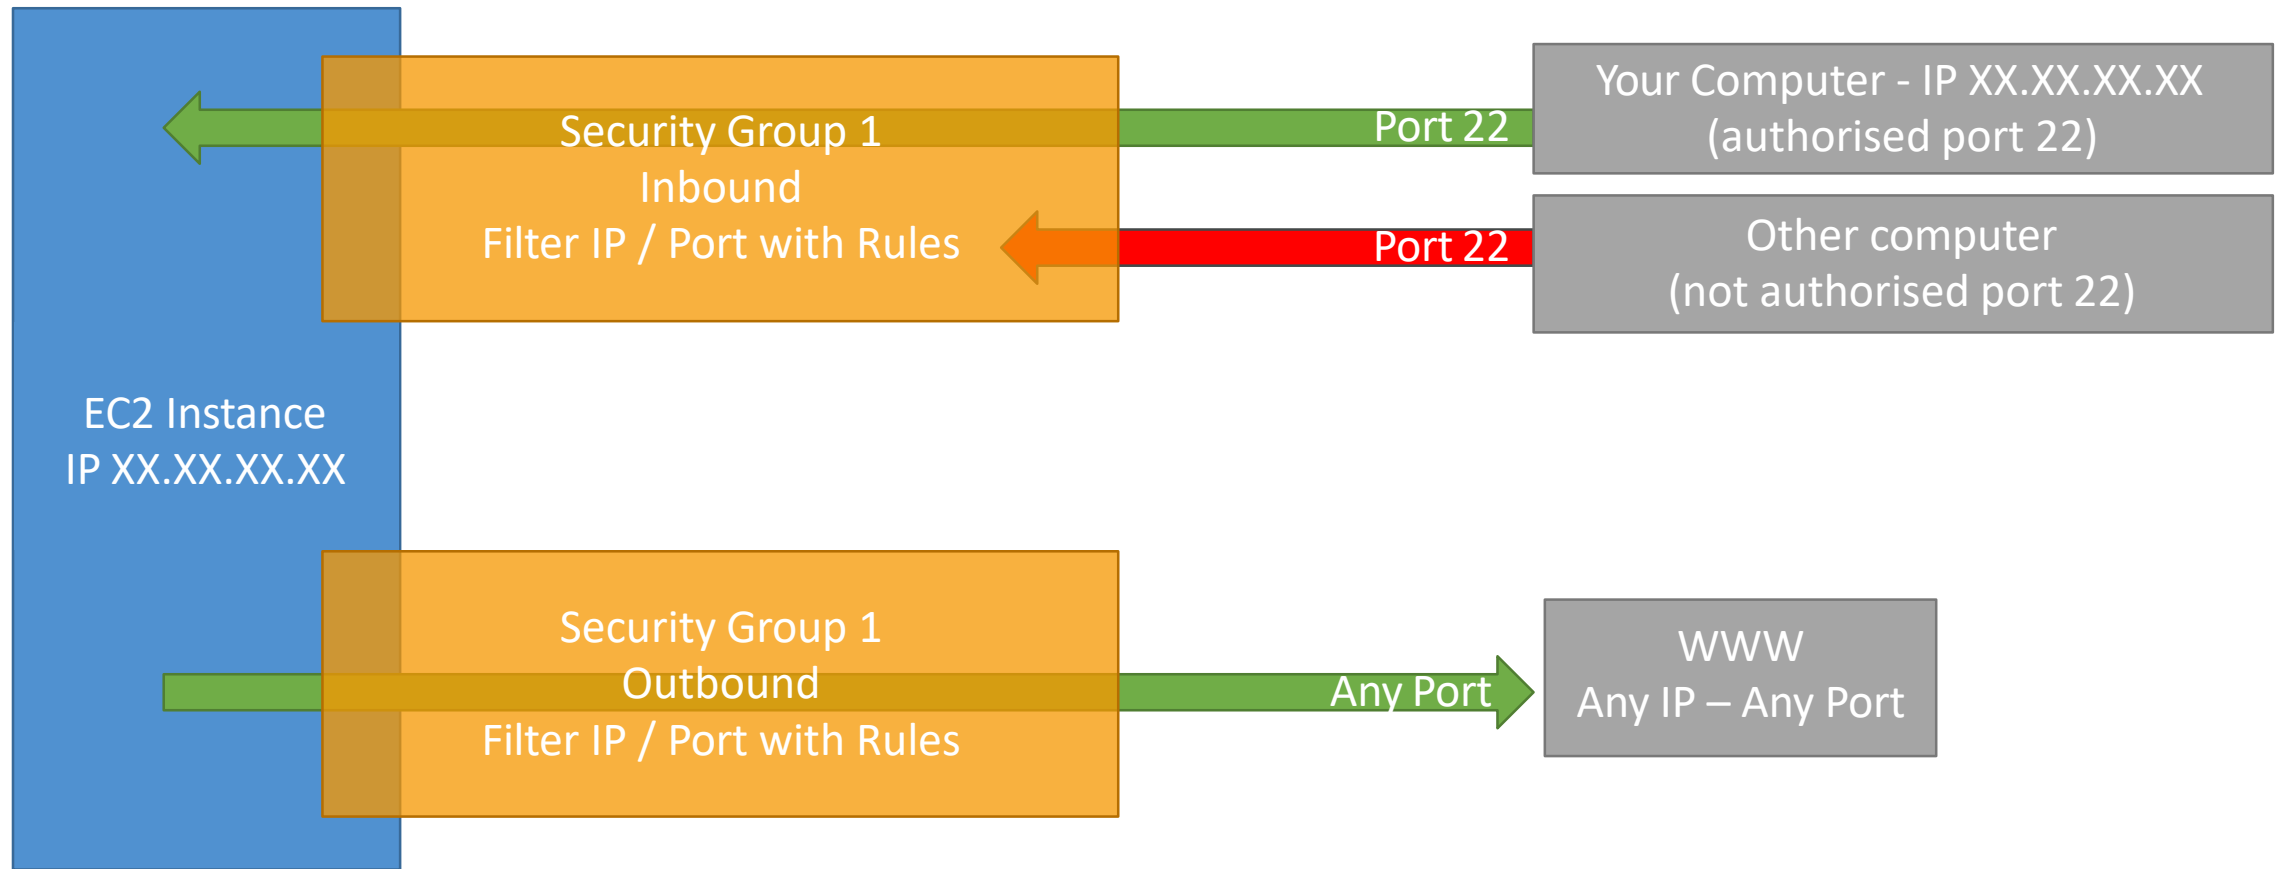 Security Group 1
Inbound
Filter IP / Port with Rules
Port 22
Your Computer - IP XX.XX.XX.XX
(authorised port 22)
Port 22
Other computer
(not authorised port 22)
EC2 Instance
IP XX.XX.XX.XX
Security Group 1
Outbound
Filter IP / Port with Rules
Any Port
WWW
Any IP – Any Port